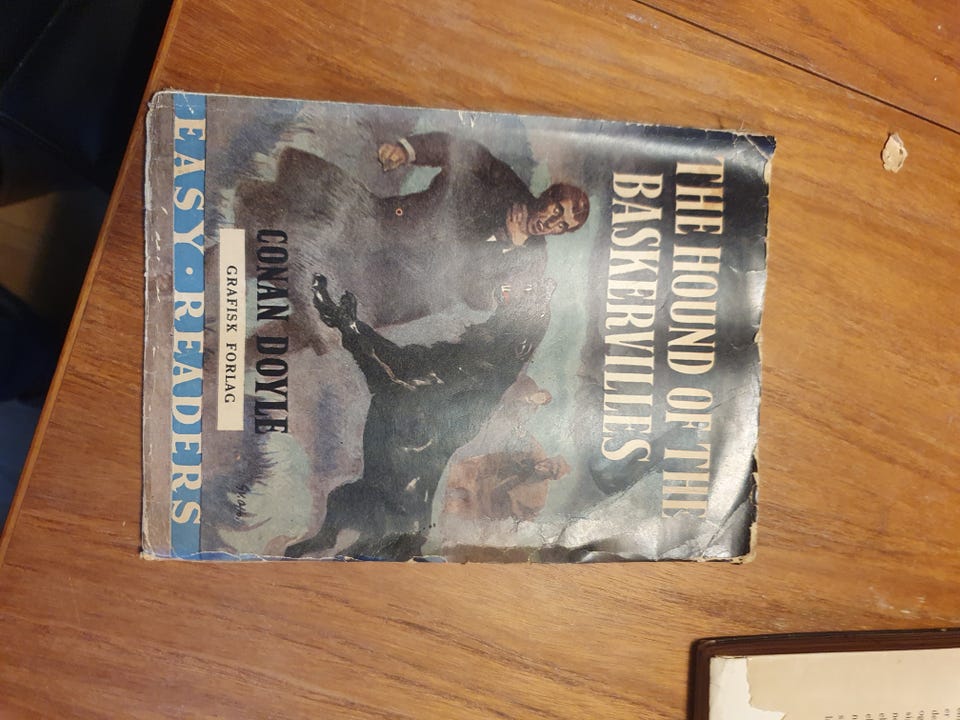 THE HOUND OF THE
BASKERVILLES
CONAN DOYLE
GRAFISK FORLAG
EASY · READERS